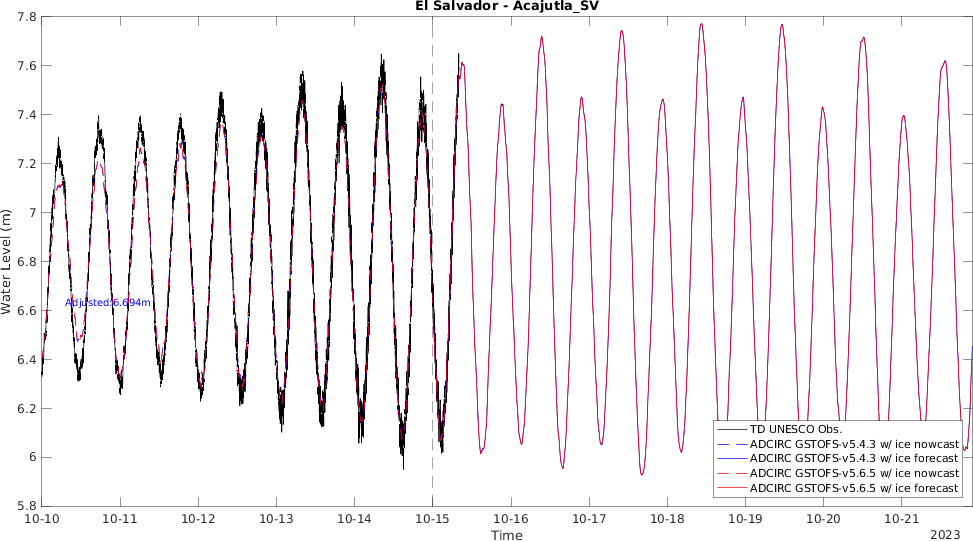 El Salvador - Acajutla_SV
7.8
7.6
7.4
7.2
7
6.8
6.6
6.4
6.2
6
5.8
Water Level (m)
Adjusted:6.694m
TD UNESCO Obs.
ADCIRC GSTOFS-v5.4.3 w/ ice nowcast
ADCIRC GSTOFS-v5.4.3 w/ ice forecast
ADCIRC GSTOFS-v5.6.5 w/ ice nowcast
ADCIRC GSTOFS-v5.6.5 w/ ice forecast
10-10 10-11 10-12 10-13 10-14 10-15 10-16 10-17 10-18 10-19 10-20 10-21
Time
2023